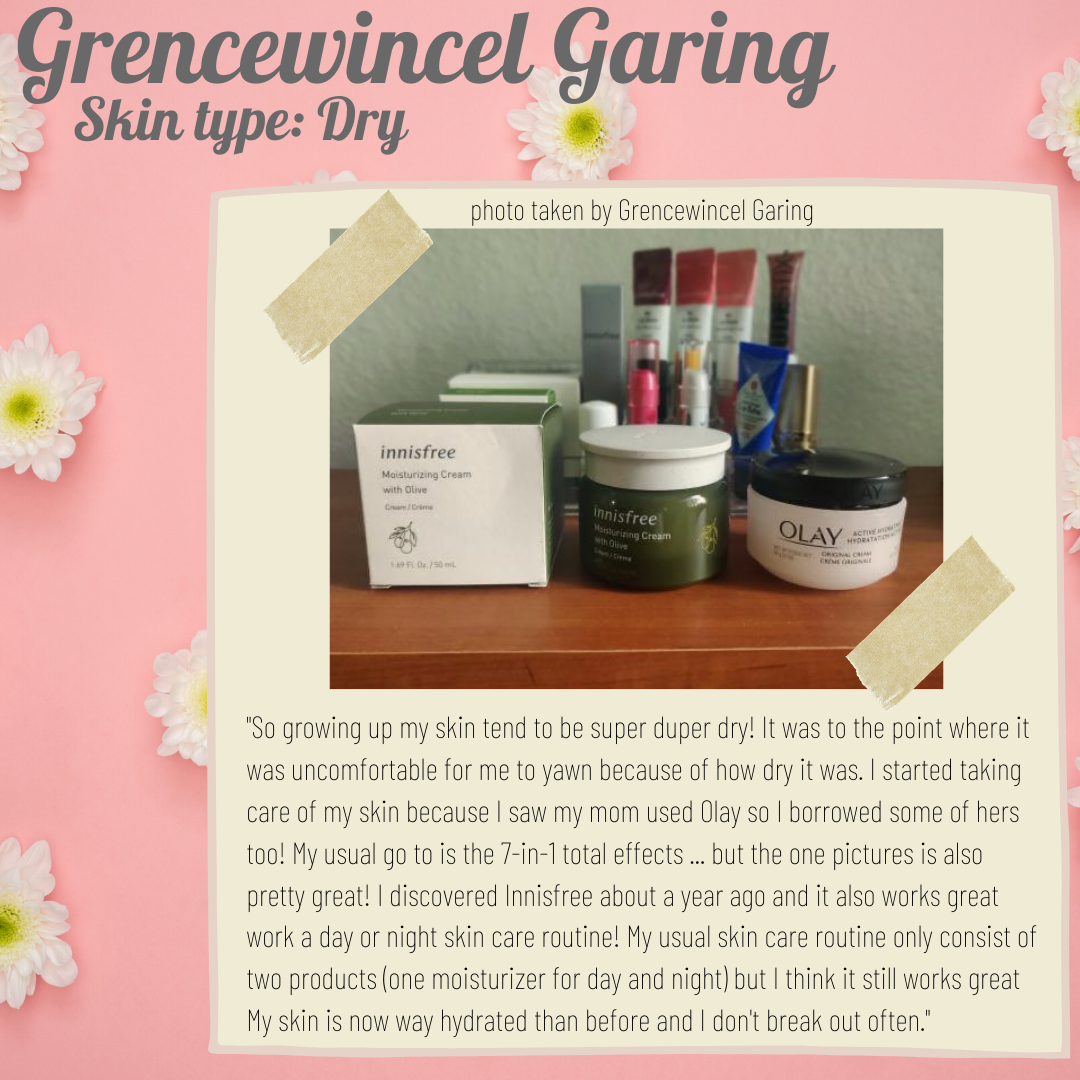 Grencewincel Garing
Skin type: Dry
photo taken by Grencewincel Garing
innisfree
Moisturizing Cream
with Olive
Cream / Crème
1.69 FL. Oz. / 50 mL
innisfree
Moisturizing Cream
with Olive
Cream / Crème
OLAY
ACTIVE
ORIGINAL CREAM
CRÈME ORIGINALE
"So growing up my skin tend to be super duper dry! It was to the point where it
was uncomfortable for me to yawn because of how dry it was. I started taking
care of my skin because I saw my mom used Olay so I borrowed some of hers
too! My usual go to is the 7-in-1 total effects ... but the one pictures is also
pretty great! I discovered Innisfree about a year ago and it also works great
work a day or night skin care routine! My usual skin care routine only consist of
two products (one moisturizer for day and night) but I think it still works great
My skin is now way hydrated than before and I don't break out often."